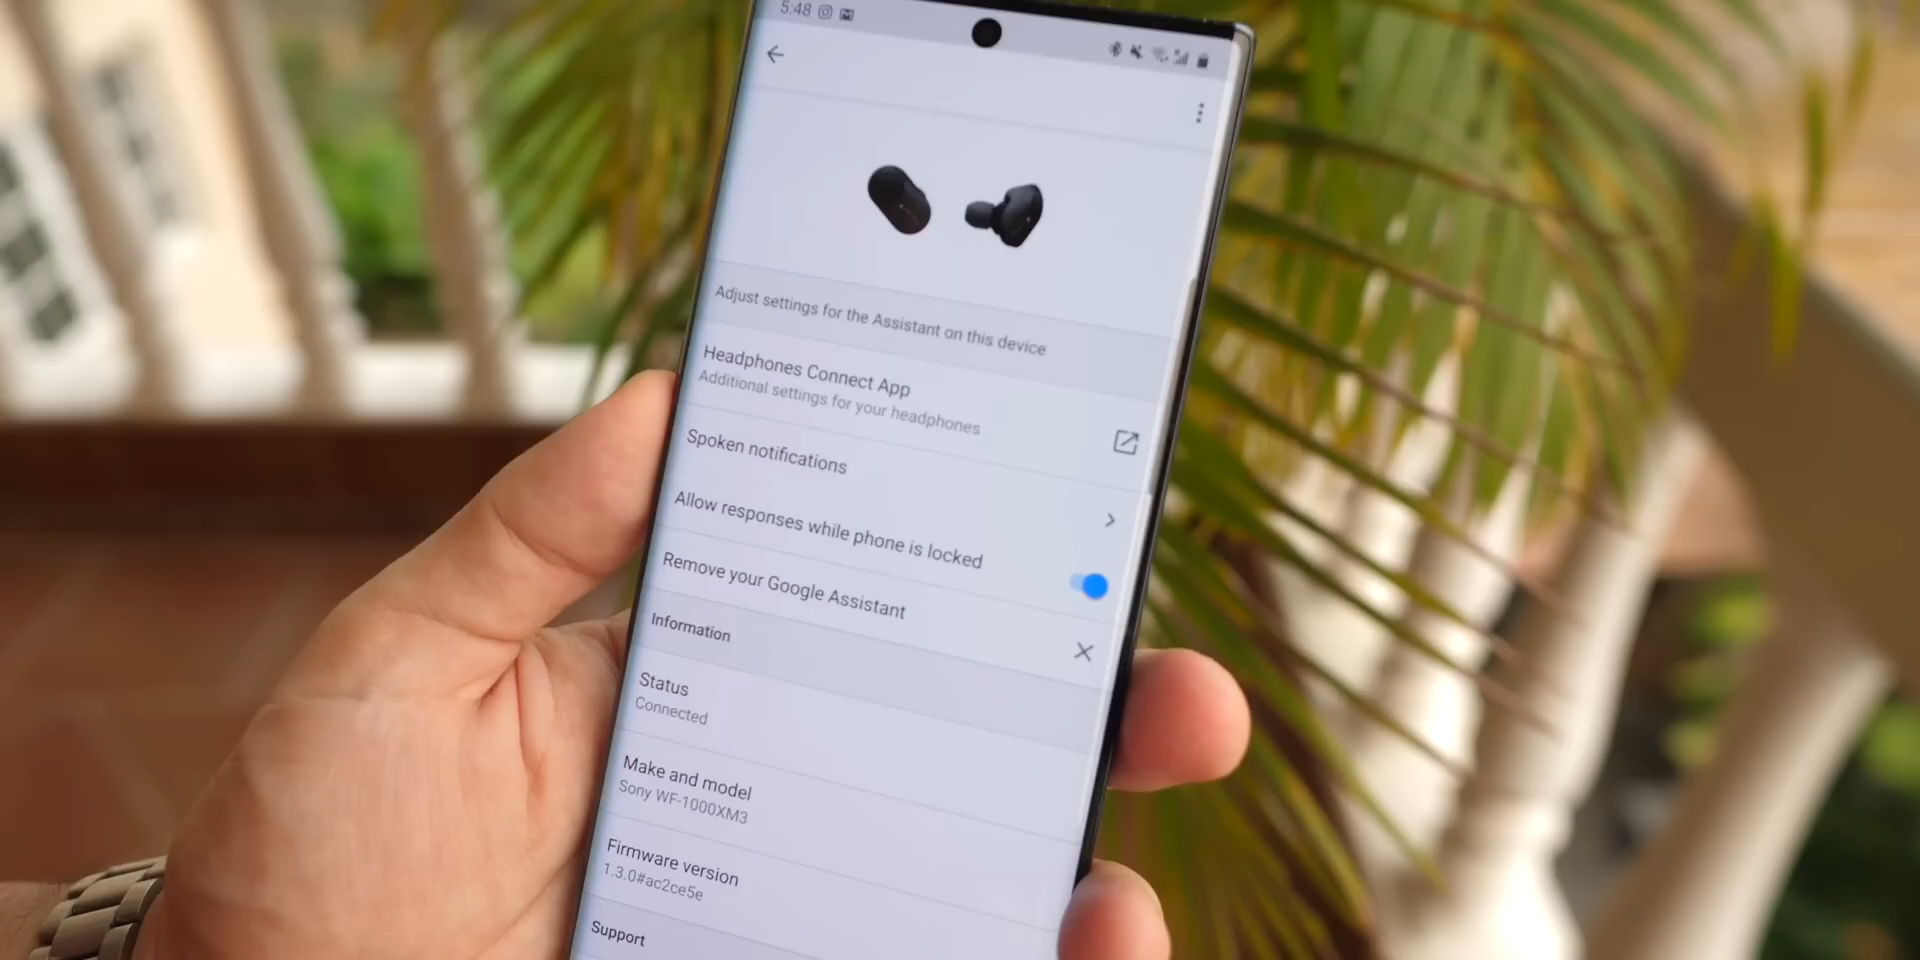 5:48
Adjust settings for the Assistant on this device
Headphones Connect App
Additional settings for your headphones
Spoken notifications
Allow responses while phone is locked
Remove your Google Assistant
Information
Status
Connected
Make and model
Sony WF-1000XM3
Firmware version
1.3.0#ac2ce5e
Support